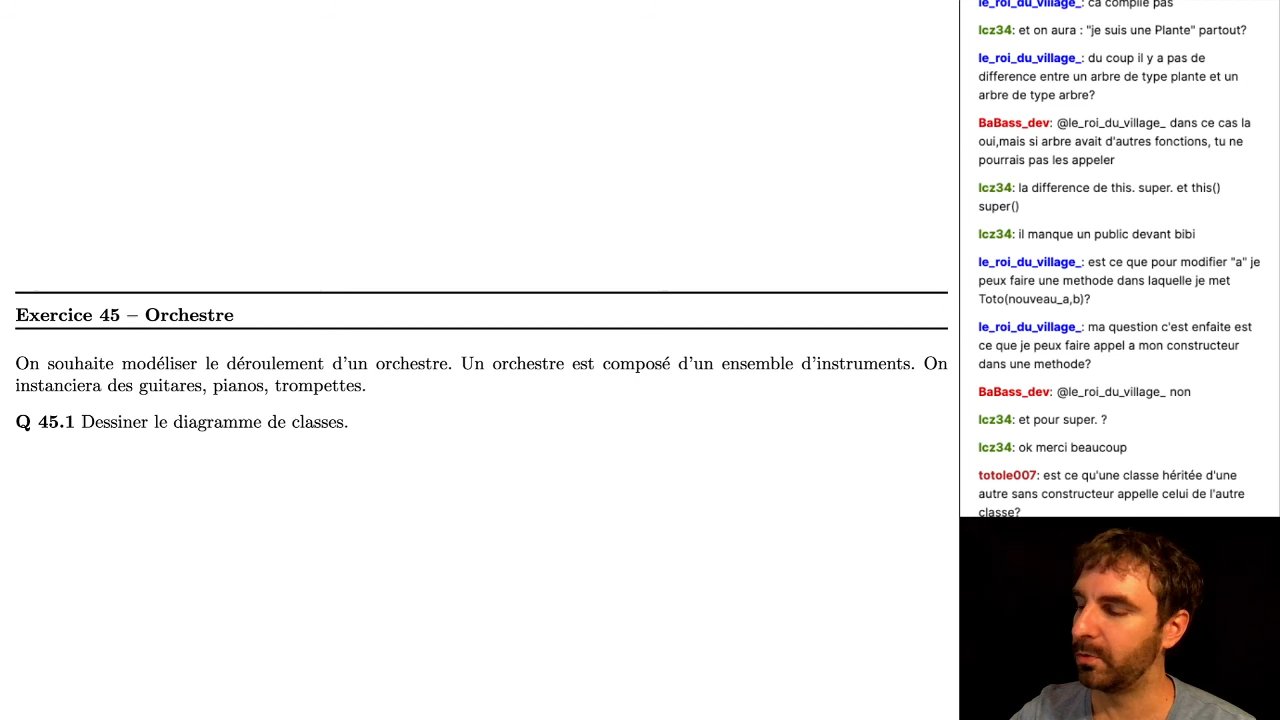 Exercice 45 – Orchestre
On souhaite modéliser le déroulement d'un orchestre. Un orchestre est composé d'un ensemble d'instruments. On
instanciera des guitares, pianos, trompettes.
Q 45.1 Dessiner le diagramme de classes.
le_roi_du_village_: ca compile pas
lcz34: et on aura : "je suis une Plante" partout?
le_roi_du_village_: du coup il y a pas de
difference entre un arbre de type plante et un
arbre de type arbre?
BaBass_dev: @le_roi_du_village_ dans ce cas la
oui,mais si arbre avait d'autres fonctions, tu ne
pourrais pas les appeler
lcz34: la difference de this. super. et this()
super()
lcz34: il manque un public devant bibi
le_roi_du_village_: est ce que pour modifier "a" je
peux faire une methode dans laquelle je met
Toto(nouveau_a,b)?
le_roi_du_village_: ma question c'est enfaite est
ce que je peux faire appel a mon constructeur
dans une methode?
BaBass_dev: @le_roi_du_village_ non
lcz34: et pour super. ?
lcz34: ok merci beaucoup
totole007: est ce qu'une classe héritée d'une
autre sans constructeur appelle celui de l'autre
classe?